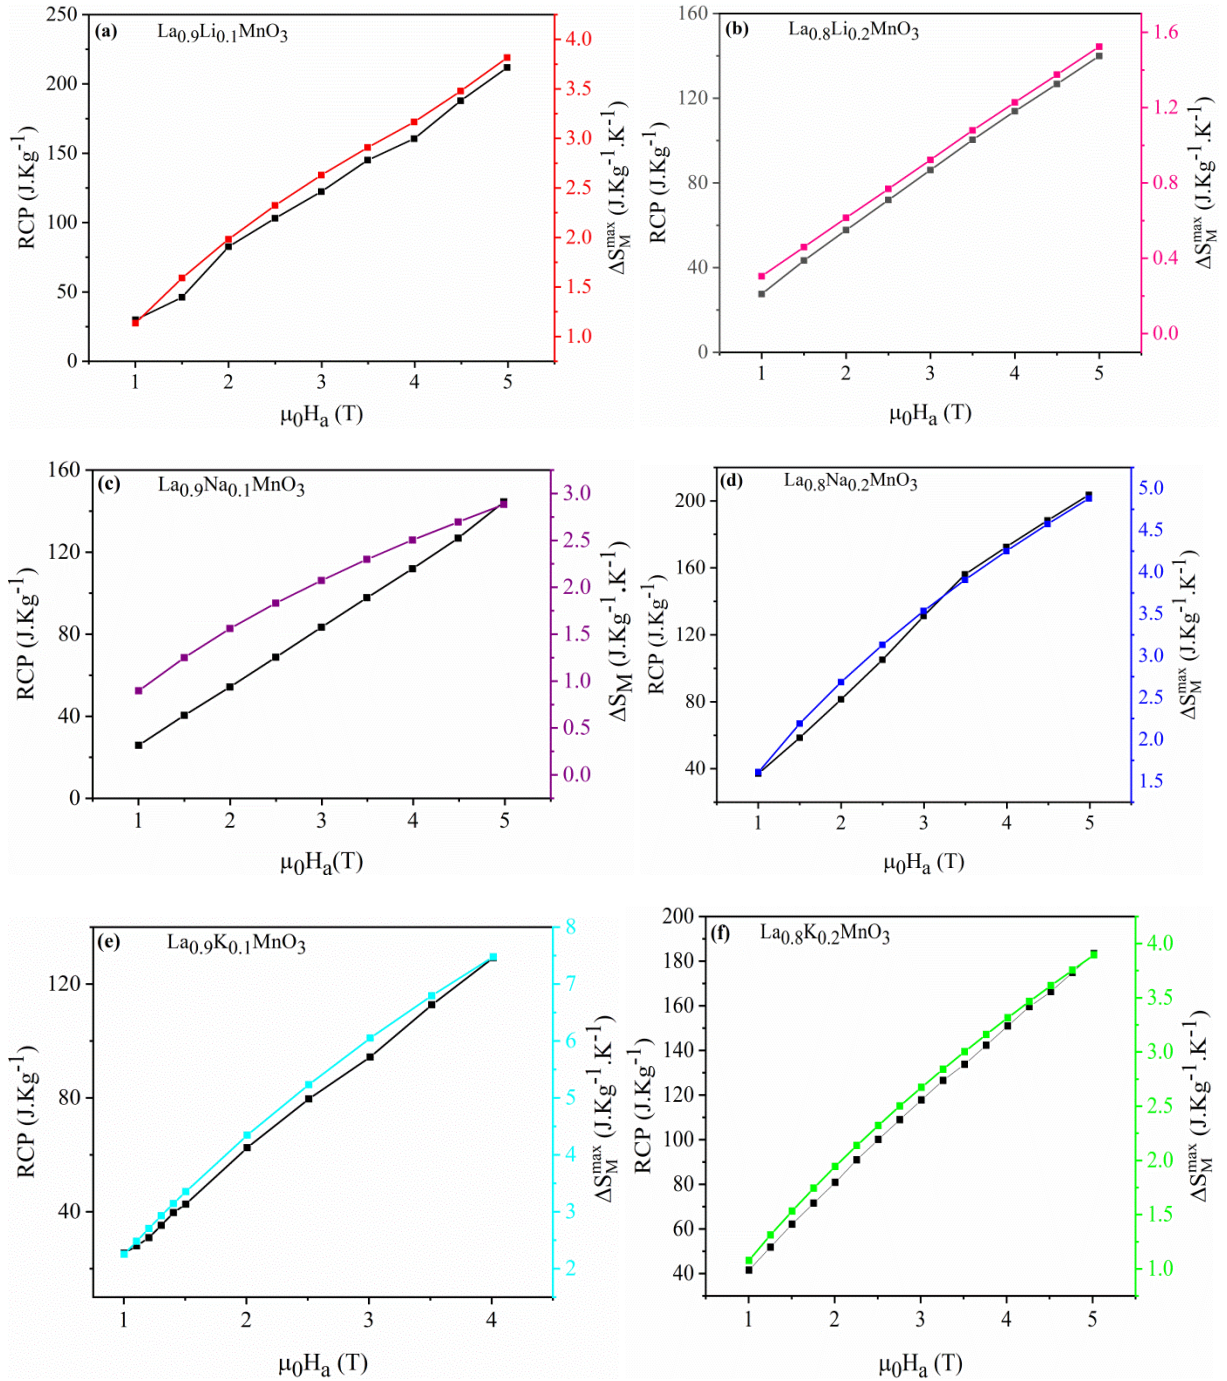 (a) La0.9Li0.1MnO3
250
200
150
100
50
0
RCP (J.Kg-1)
4.0
3.5
3.0
2.5
2.0
1.5
1.0
ΔSMmax (J.Kg-1.K-1)
1 2 3 4 5
μ0Ha (T)
(b) La0.8Li0.2MnO3
160
120
80
40
0
RCP (J.Kg-1)
1.6
1.2
0.8
0.4
0.0
ΔSMmax (J.Kg-1.K-1)
1 2 3 4 5
μ0Ha (T)
(c) La0.9Na0.1MnO3
160
120
80
40
0
RCP (J.Kg-1)
3.0
2.5
2.0
1.5
1.0
0.5
0.0
ΔSM (J.Kg-1.K-1)
1 2 3 4 5
μ0Ha(T)
(d) La0.8Na0.2MnO3
200
160
120
80
40
RCP (J.Kg-1)
5.0
4.5
4.0
3.5
3.0
2.5
2.0
1.5
ΔSMmax (J.Kg-1.K-1)
1 2 3 4 5
μ0Ha (T)
(e) La0.9K0.1MnO3
120
80
40
RCP (J.Kg-1)
8
7
6
5
4
3
2
ΔSMmax (J.Kg-1.K-1)
1 2 3 4
μ0Ha (T)
(f) La0.8K0.2MnO3
200
180
160
140
120
100
80
60
40
RCP (J.Kg-1)
4.0
3.5
3.0
2.5
2.0
1.5
1.0
ΔSMmax (J.Kg-1.K-1)
1 2 3 4 5
μ0Ha (T)